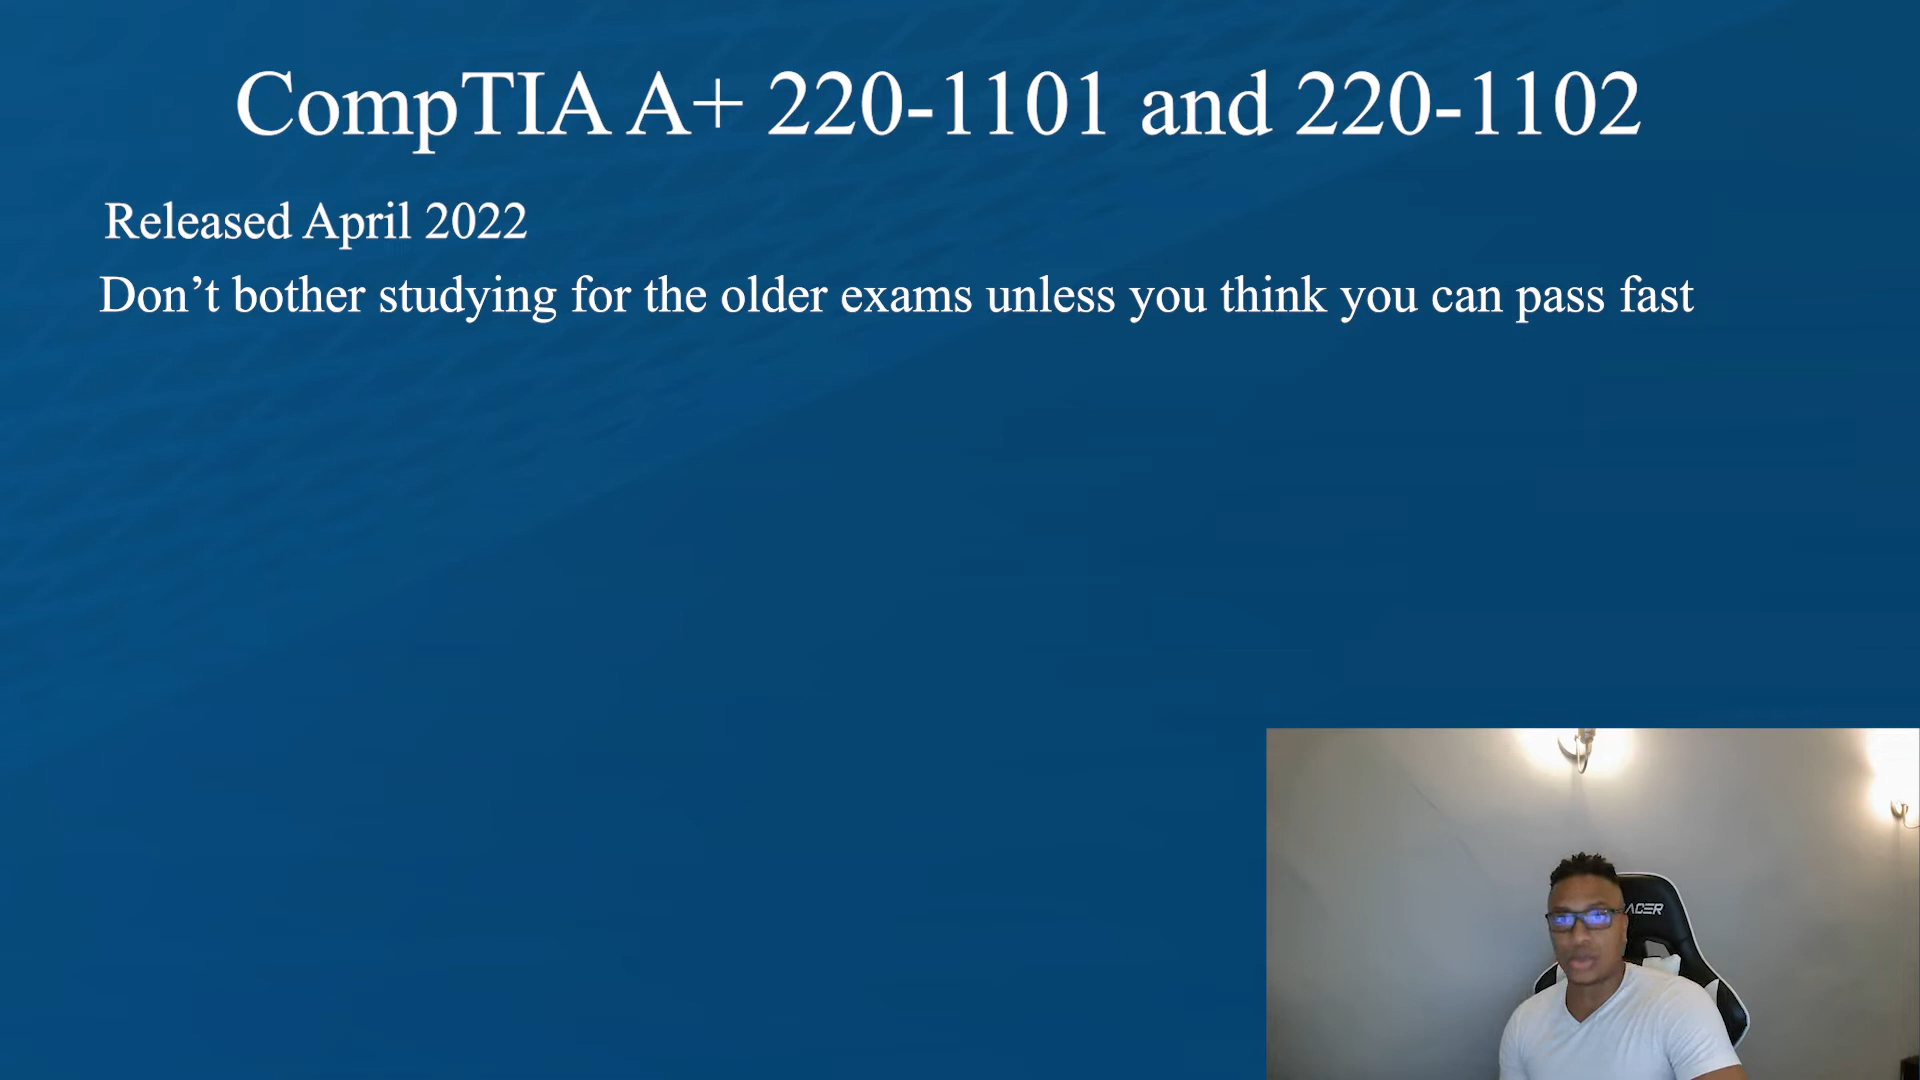 CompTIA A+ 220-1101 and 220-1102
Released April 2022
Don’t bother studying for the older exams unless you think you can pass fast
ACER